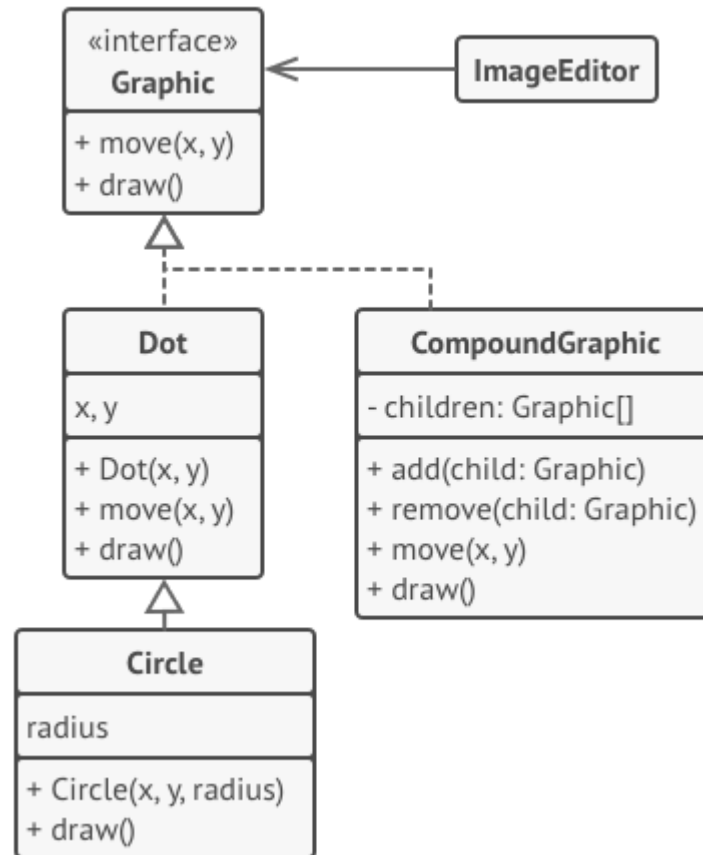 «interface»
Graphic
+ move(x, y)
+ draw()
ImageEditor
Dot
x, y
+ Dot(x, y)
+ move(x, y)
+ draw()
CompoundGraphic
- children: Graphic[]
+ add(child: Graphic)
+ remove(child: Graphic)
+ move(x, y)
+ draw()
Circle
radius
+ Circle(x, y, radius)
+ draw()